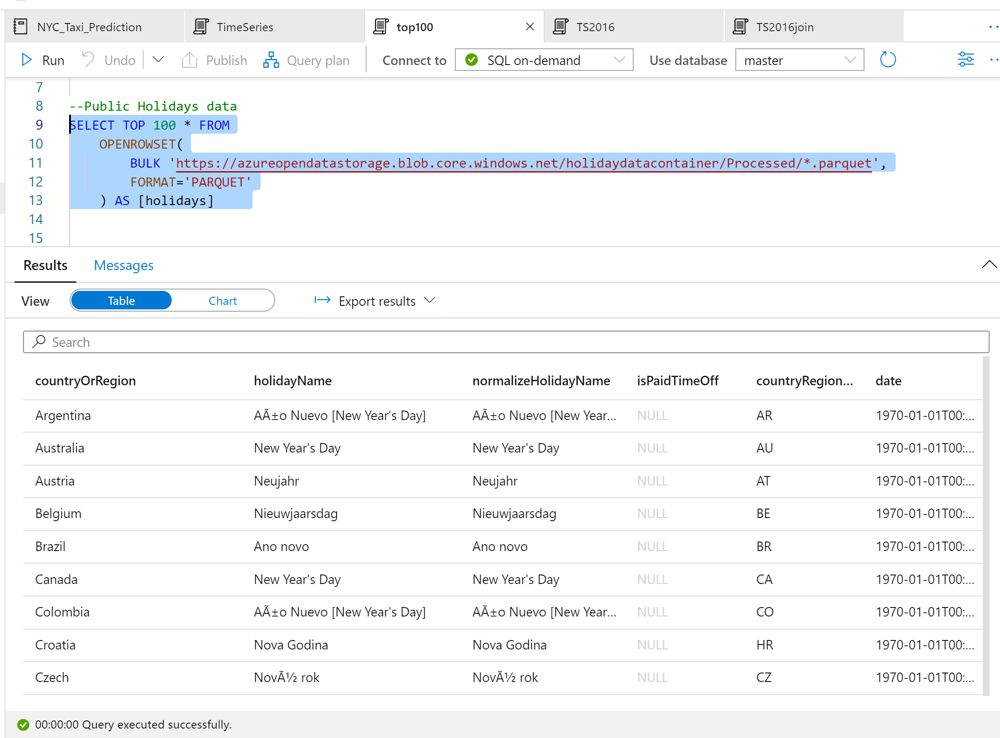 NYC_Taxi_Prediction TimeSeries top100 TS2016 TS2016join
Run Undo Publish Query plan Connect to SQL on-demand Use database master
7
8 --Public Holidays data
9 SELECT TOP 100 * FROM
10 OPENROWSET(
11 BULK 'https://azureopendatastorage.blob.core.windows.net/holidaydatacontainer/Processed/*.parquet',
12 FORMAT='PARQUET'
13 ) AS [holidays]
14
15
Results Messages
View Table Chart Export results
Search
countryOrRegion holidayName normalizeHolidayName isPaidTimeOff countryRegion... date
Argentina AÃ±o Nuevo [New Year's Day] AÃ±o Nuevo [New Year... NULL AR 1970-01-01T00:...
Australia New Year's Day New Year's Day NULL AU 1970-01-01T00:...
Austria Neujahr Neujahr NULL AT 1970-01-01T00:...
Belgium Nieuwjaarsdag Nieuwjaarsdag NULL BE 1970-01-01T00:...
Brazil Ano novo Ano novo NULL BR 1970-01-01T00:...
Canada New Year's Day New Year's Day NULL CA 1970-01-01T00:...
Colombia AÃ±o Nuevo [New Year's Day] AÃ±o Nuevo [New Year... NULL CO 1970-01-01T00:...
Croatia Nova Godina Nova Godina NULL HR 1970-01-01T00:...
Czech NovÃ½ rok NovÃ½ rok NULL CZ 1970-01-01T00:...
00:00:00 Query executed successfully.